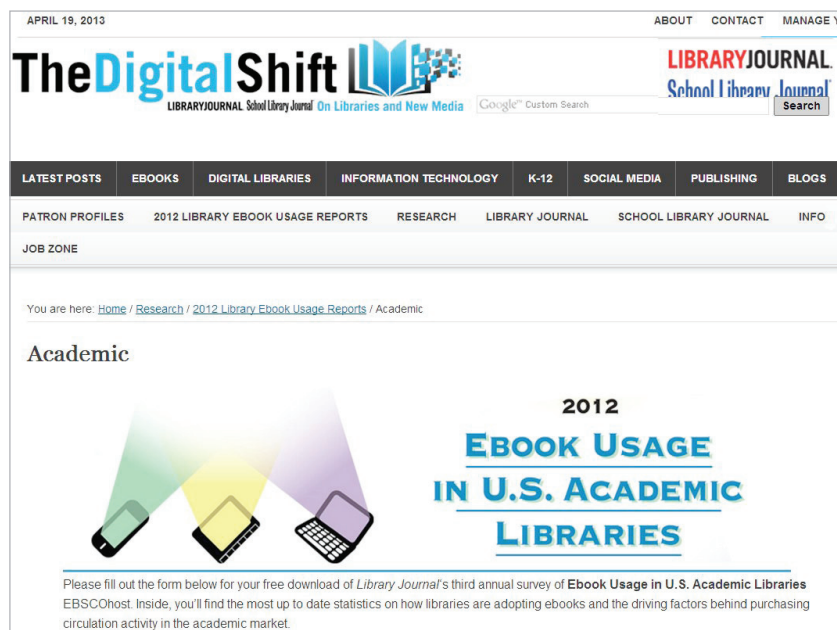 APRIL 19, 2013 ABOUT CONTACT MANAGE
TheDigitalShift
LIBRARYJOURNAL School Library Journal On Libraries and New Media
LIBRARYJOURNAL.
School Library Journal
Google™ Custom Search Search
LATEST POSTS EBOOKS DIGITAL LIBRARIES INFORMATION TECHNOLOGY K-12 SOCIAL MEDIA PUBLISHING BLOGS
PATRON PROFILES 2012 LIBRARY EBOOK USAGE REPORTS RESEARCH LIBRARY JOURNAL SCHOOL LIBRARY JOURNAL INFO
JOB ZONE
You are here: Home / Research / 2012 Library Ebook Usage Reports / Academic
Academic
2012
EBOOK USAGE
IN U.S. ACADEMIC
LIBRARIES
Please fill out the form below for your free download of Library Journal's third annual survey of Ebook Usage in U.S. Academic Libraries
EBSCOhost. Inside, you'll find the most up to date statistics on how libraries are adopting ebooks and the driving factors behind purchasing
circulation activity in the academic market.